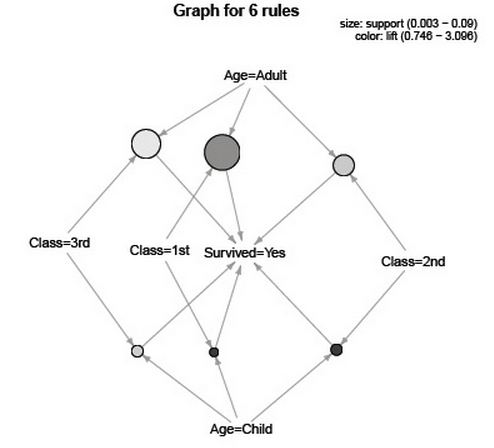 Graph for 6 rules
size: support (0.003 − 0.09)
color: lift (0.746 − 3.096)
Age=Adult
Class=3rd
Class=1st
Survived=Yes
Class=2nd
Age=Child